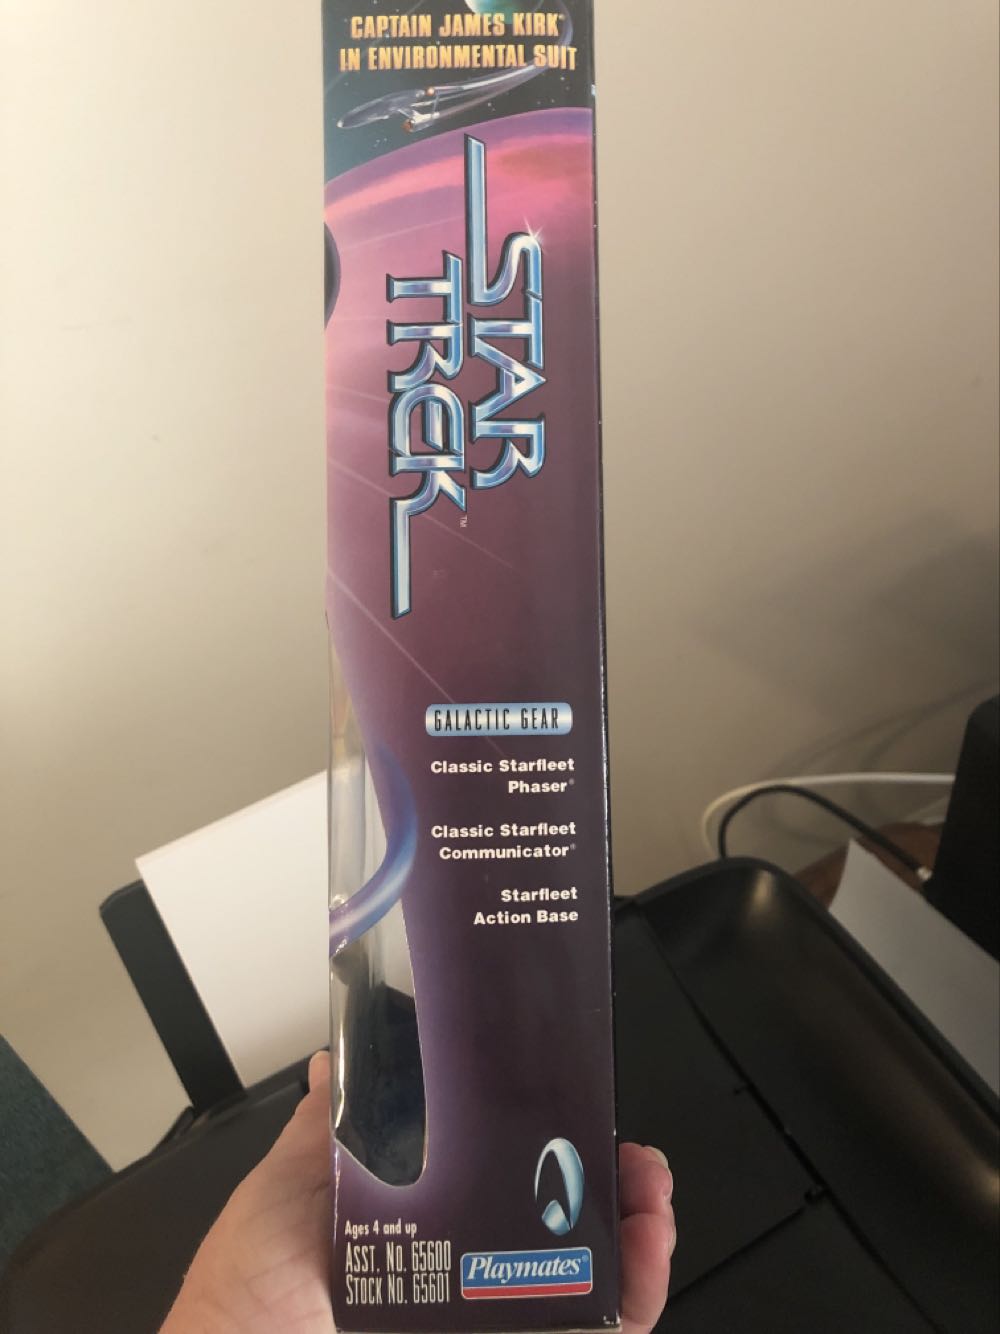 CAPTAIN JAMES KIRK®
IN ENVIRONMENTAL SUIT
STAR
TREK™
GALACTIC GEAR
Classic Starfleet
Phaser®
Classic Starfleet
Communicator®
Starfleet
Action Base
Ages 4 and up
ASST. No. 65600
STOCK No. 65601
Playmates®